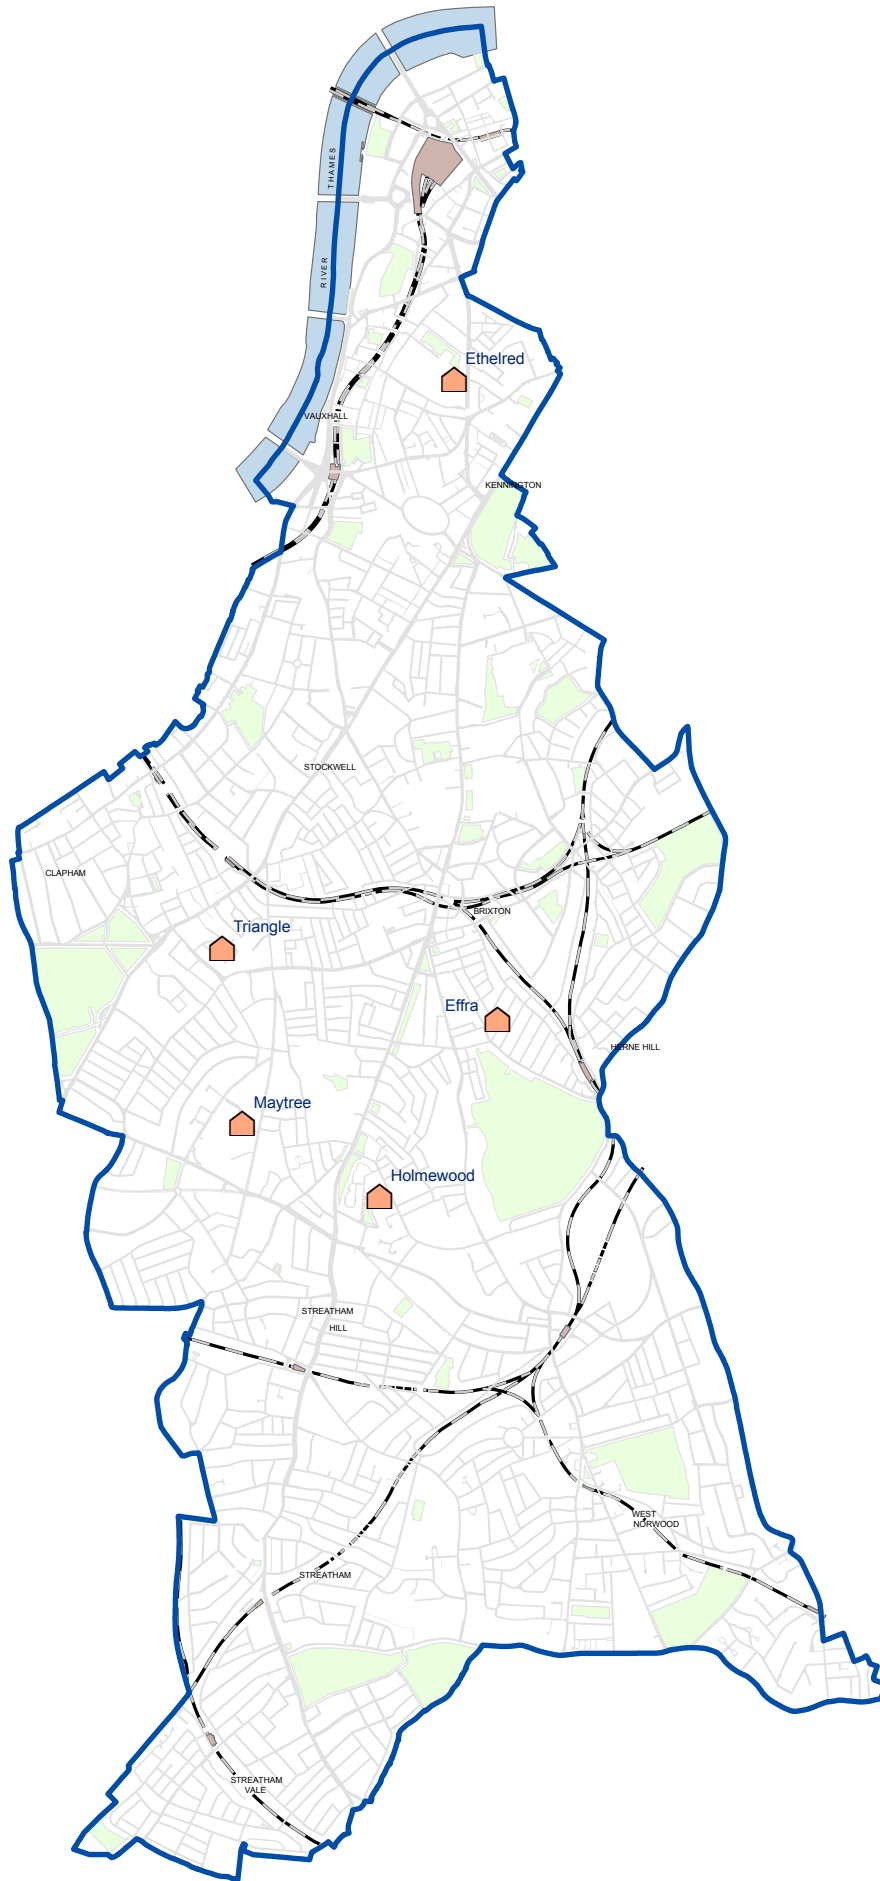 THAMES
RIVER
Ethelred
VAUXHALL
KENNINGTON
STOCKWELL
CLAPHAM
BRIXTON
Triangle
Effra
HERNE HILL
Maytree
Holmewood
STREATHAM
HILL
WEST
NORWOOD
STREATHAM
STREATHAM
VALE